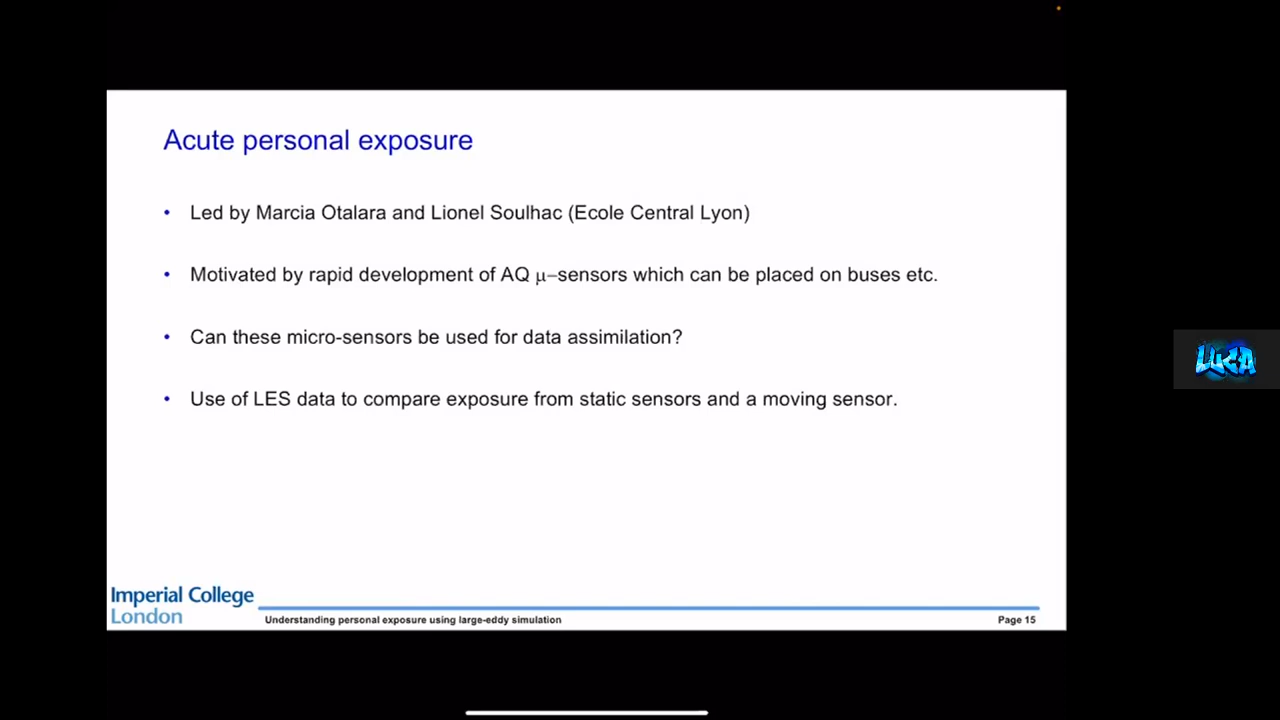 Acute personal exposure
• Led by Marcia Otalara and Lionel Soulhac (Ecole Central Lyon)
• Motivated by rapid development of AQ μ−sensors which can be placed on buses etc.
• Can these micro-sensors be used for data assimilation?
• Use of LES data to compare exposure from static sensors and a moving sensor.
LUCA
Imperial College
London
Understanding personal exposure using large-eddy simulation
Page 15